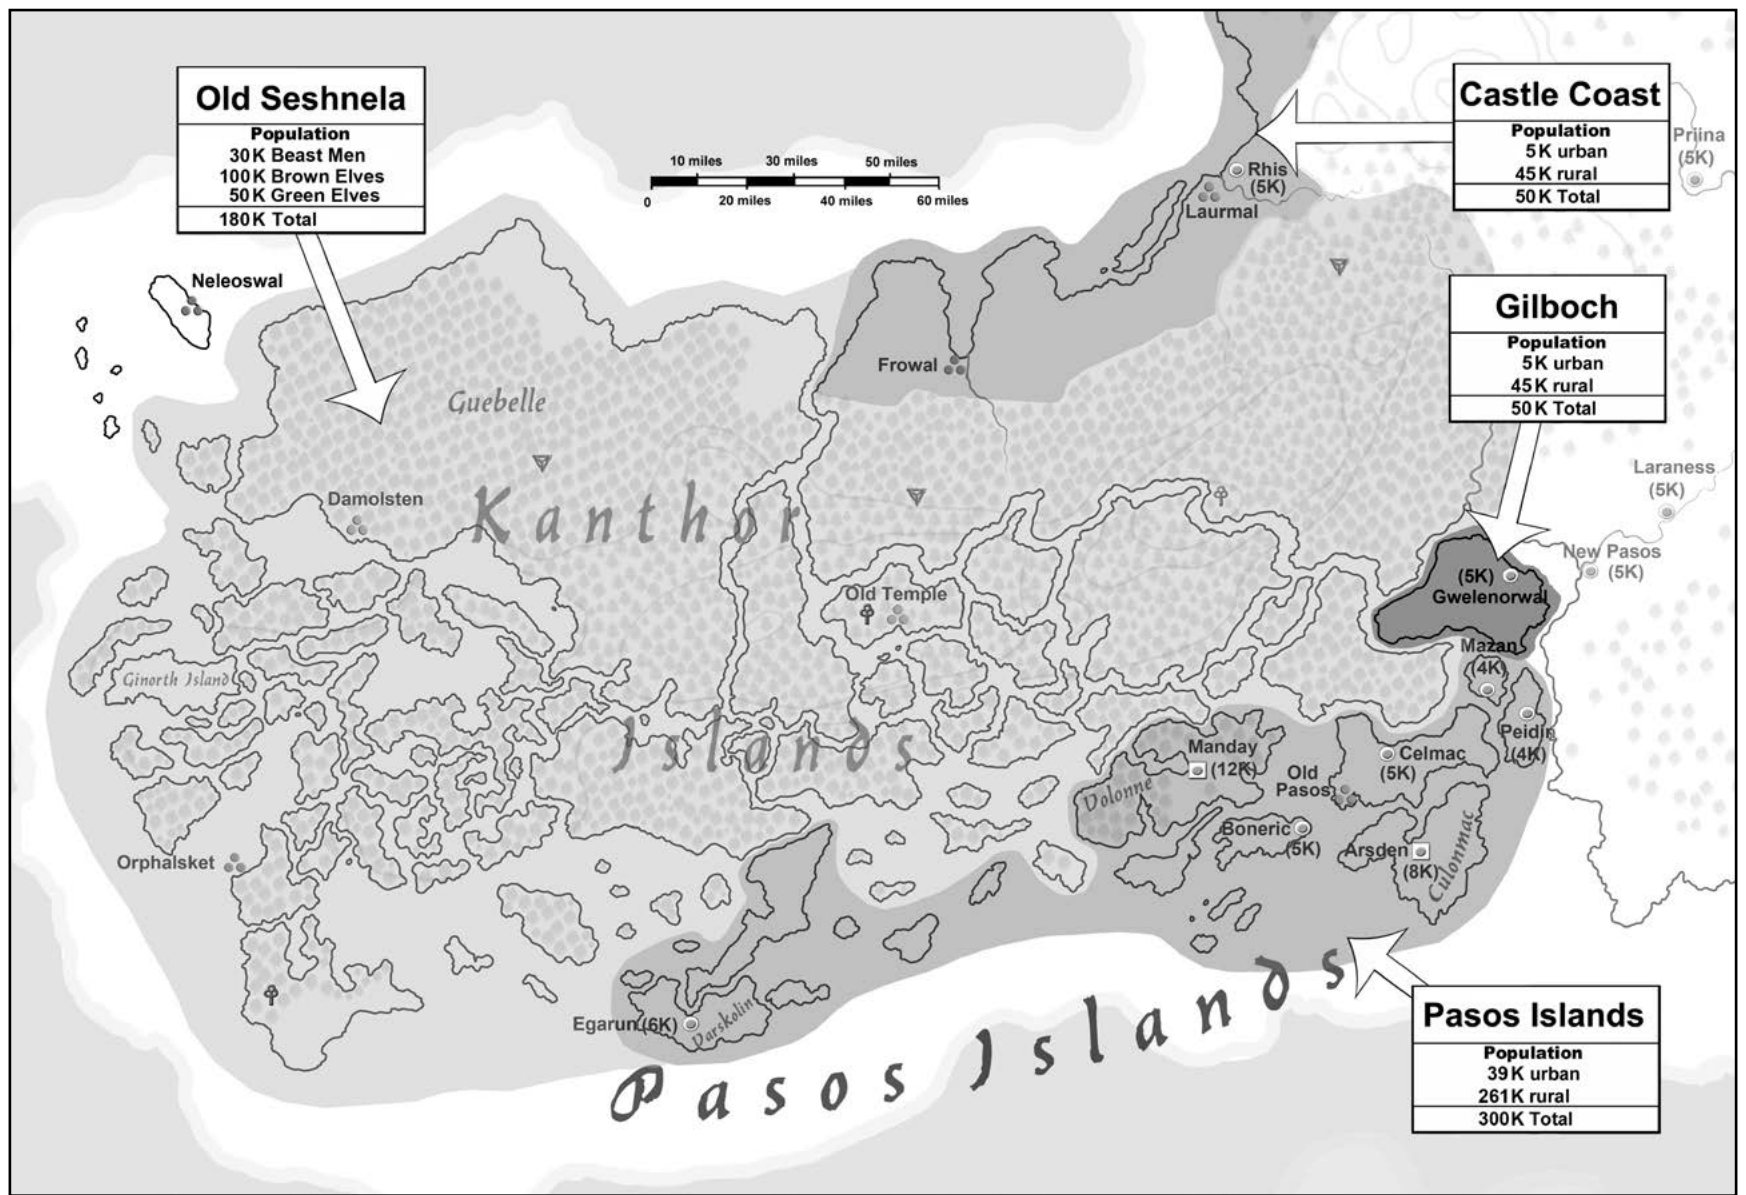 Old Seshnela
Population
30K Beast Men
100K Brown Elves
50K Green Elves
180K Total
Castle Coast
Population
5K urban
45K rural
50K Total
Priina
(5K)
10 miles 30 miles 50 miles
0 20 miles 40 miles 60 miles
Rhis
(5K)
Laurmal
Neleoswal
Gilboch
Population
5K urban
45K rural
50K Total
Frowal
Guebelle
Laraness
(5K)
Damolsten
Kanthor
Islands
New Pasos
(5K)
(5K)
Gwelenorwal
Old Temple
Mazan
(4K)
Ginorth Island
Peidin
(4K)
Manday
(12K)
Celmac
(5K)
Old
Pasos
Volonne
Boneric
(5K)
Arsden
(8K)
Culonmac
Orphalsket
Egarun (6K)
Varskolin
Pasos Islands
Pasos Islands
Population
39K urban
261K rural
300K Total